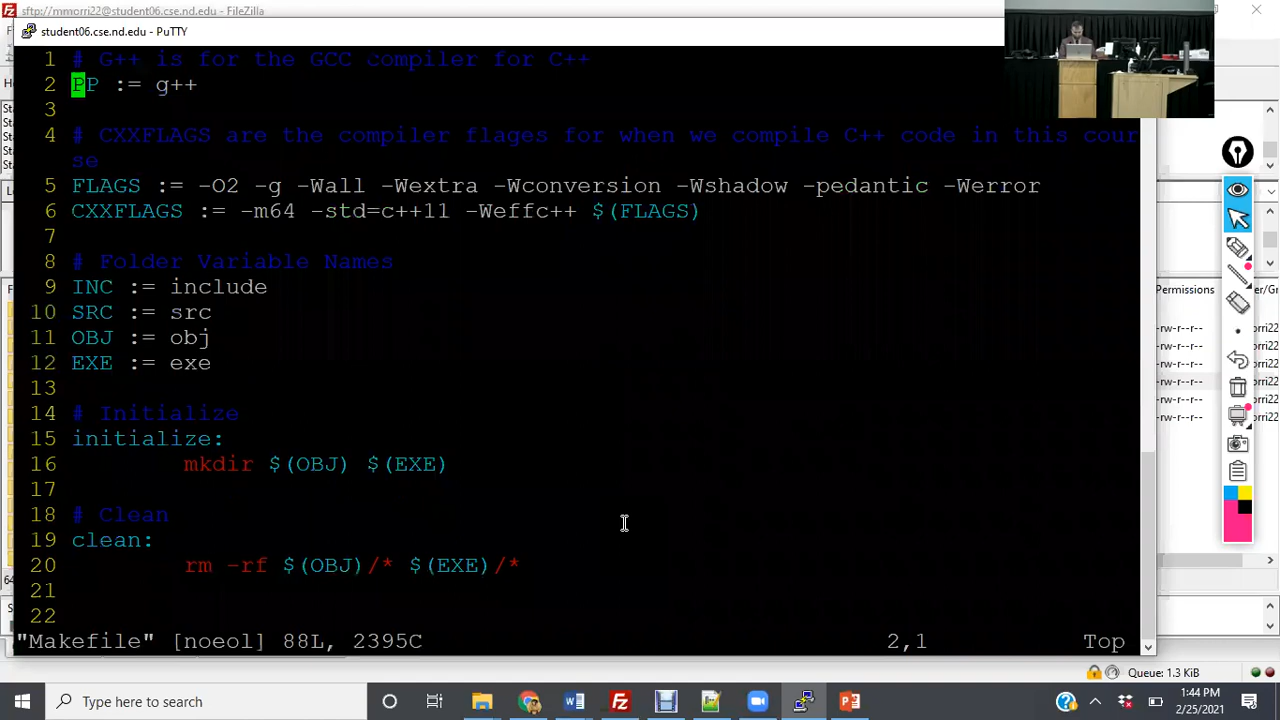 sftp://mmorri22@student06.cse.nd.edu - FileZilla
student06.cse.nd.edu - PuTTY
1 # G++ is for the GCC compiler for C++
2 PP := g++
3
4 # CXXFLAGS are the compiler flages for when we compile C++ code in this cour
se
5 FLAGS := -O2 -g -Wall -Wextra -Wconversion -Wshadow -pedantic -Werror
6 CXXFLAGS := -m64 -std=c++11 -Weffc++ $(FLAGS)
7
8 # Folder Variable Names
9 INC := include
10 SRC := src
11 OBJ := obj
12 EXE := exe
13
14 # Initialize
15 initialize:
16 mkdir $(OBJ) $(EXE)
17
18 # Clean
19 clean:
20 rm -rf $(OBJ)/* $(EXE)/*
21
22
"Makefile" [noeol] 88L, 2395C 2,1 Top
Permissions
-rw-r--r--
-rw-r--r--
-rw-r--r--
-rw-r--r--
-rw-r--r--
Queue: 1.3 KiB
Type here to search
1:44 PM
2/25/2021